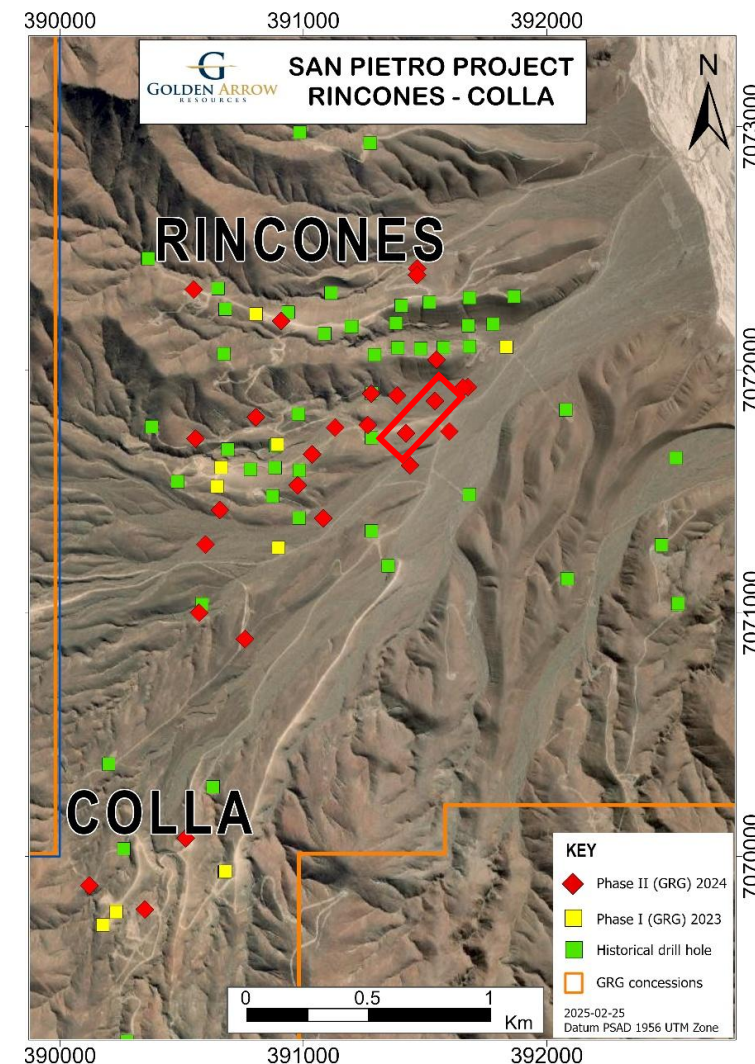 390000 391000 392000
GOLDEN ARROW
RESOURCES
SAN PIETRO PROJECT
RINCONES - COLLA
N
7073000
RINCONES
7072000
7071000
COLLA
7070000
KEY
Phase II (GRG) 2024
Phase I (GRG) 2023
Historical drill hole
GRG concessions
2025-02-25
Datum PSAD 1956 UTM Zone
0 0.5 1
Km
390000 391000 392000